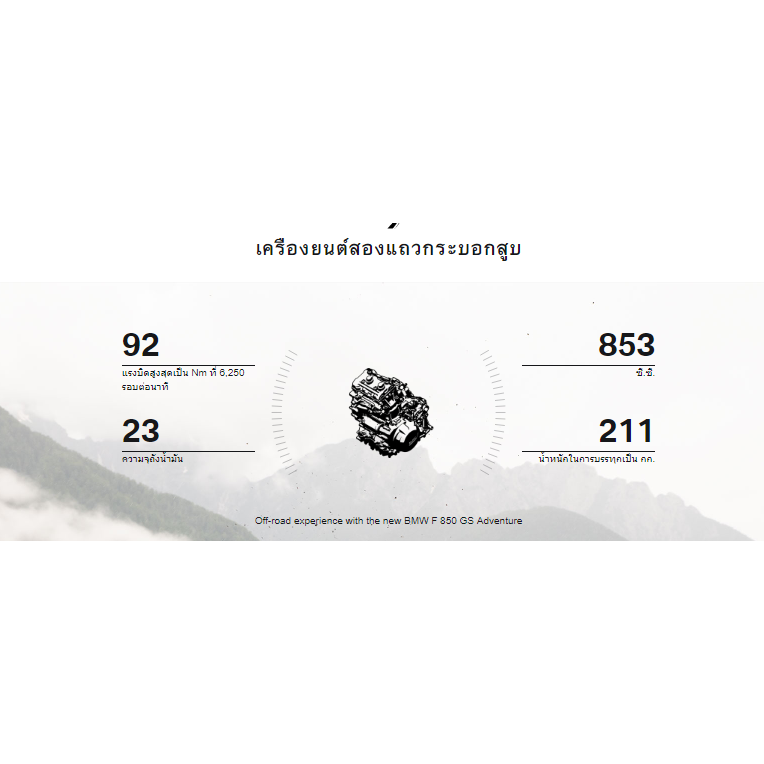 เครื่องยนต์สองแถวกระบอกสูบ
92
แรงบิดสูงสุดเป็น Nm ที่ 6,250
รอบต่อนาที
853
ซี.ซี.
23
ความจุถังน้ำมัน
211
น้ำหนักในการบรรทุกเป็น กก.
Off-road experience with the new BMW F 850 GS Adventure